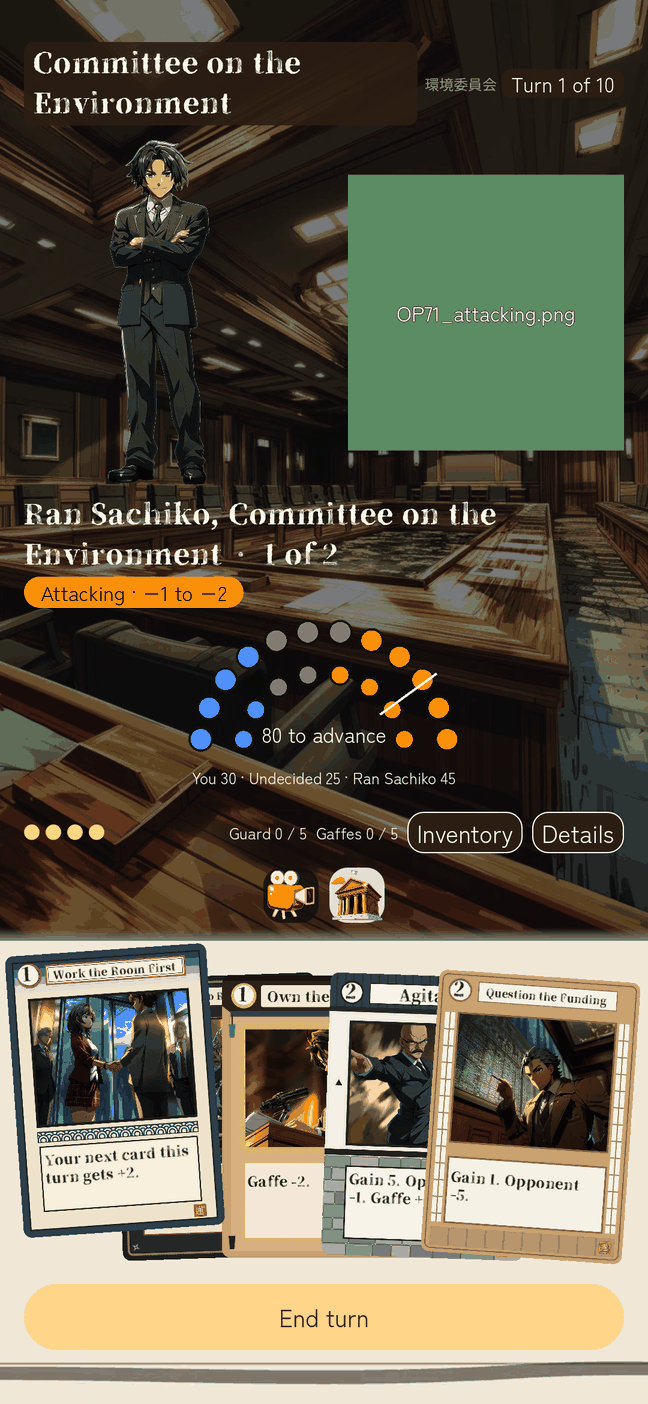 Committee on the
Environment
環境委員会
Turn 1 of 10
OP71_attacking.png
Ran Sachiko, Committee on the
Environment · 1 of 2
Attacking · −1 to −2
80 to advance
You 30 · Undecided 25 · Ran Sachiko 45
Guard 0 / 5 Gaffes 0 / 5
Inventory
Details
1 Work the Room First
Your next card this
turn gets +2.
1 Own the
Gaffe -2.
2 Agita
Gain 5. Op
-1. Gaffe +
2 Question the Funding
Gain 1. Opponent
-5.
End turn